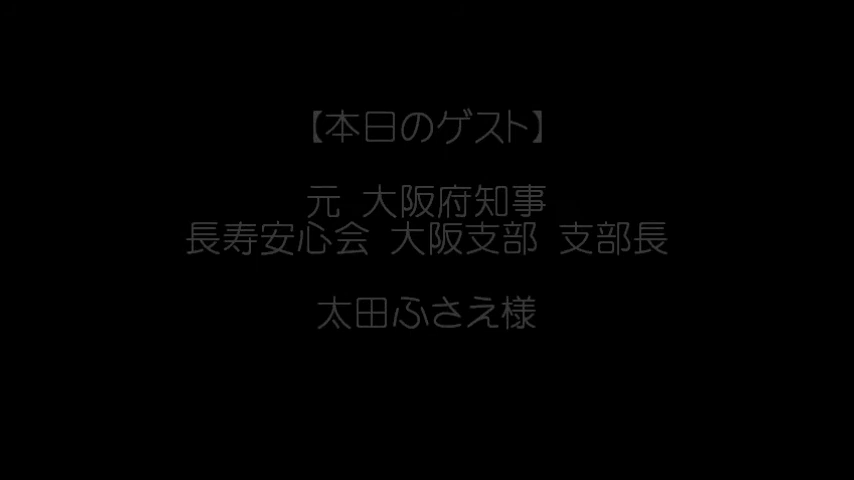 【本日のゲスト】
元 大阪府知事
長寿安心会 大阪支部 支部長
太田ふさえ様